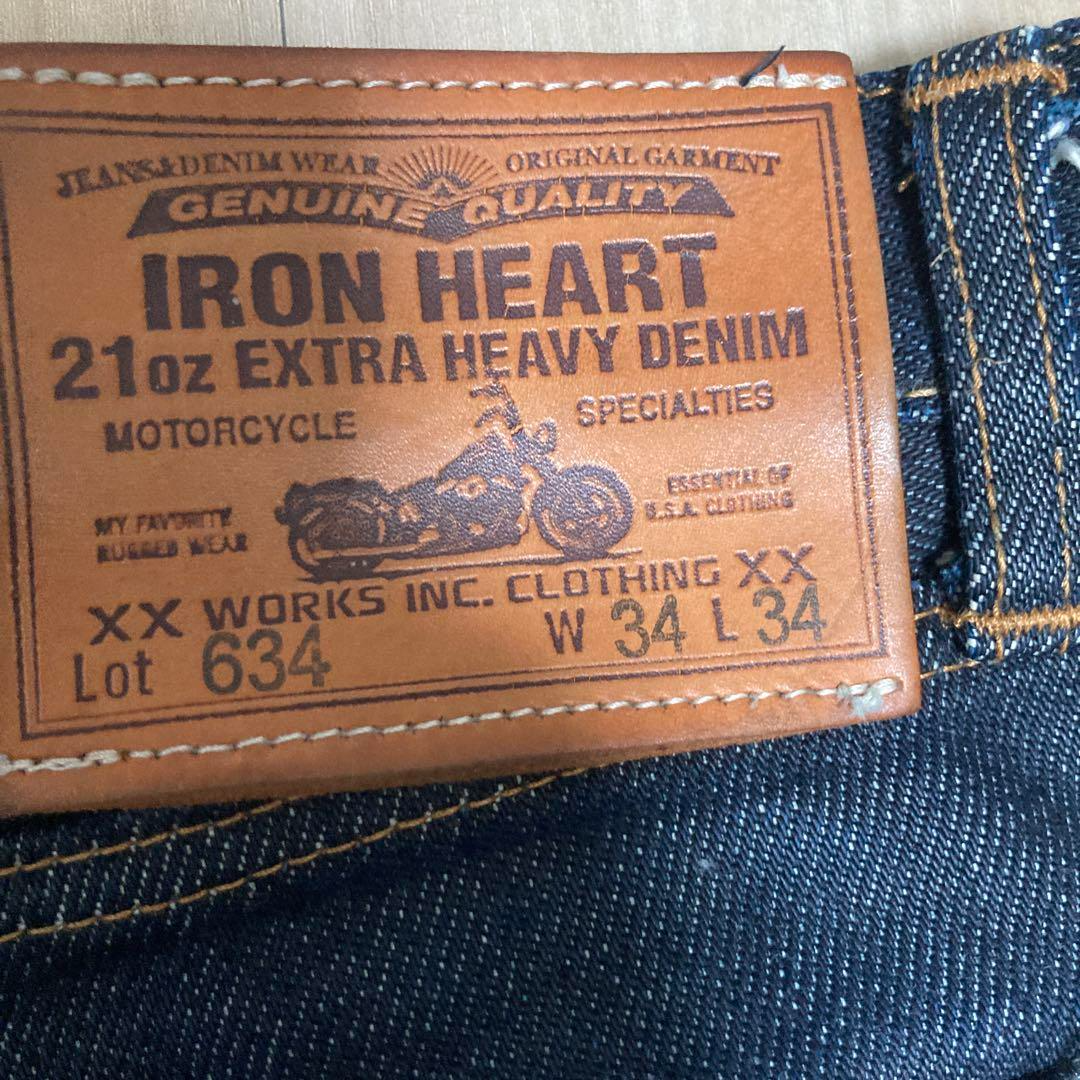 JEANS & DENIM WEAR ORIGINAL GARMENT
GENUINE QUALITY
IRON HEART
21oz EXTRA HEAVY DENIM
MOTORCYCLE SPECIALTIES
MY FAVORITE RUGGED WEAR
ESSENTIAL OF U.S.A. CLOTHING
XX WORKS INC. CLOTHING XX
Lot 634 W 34 L 34